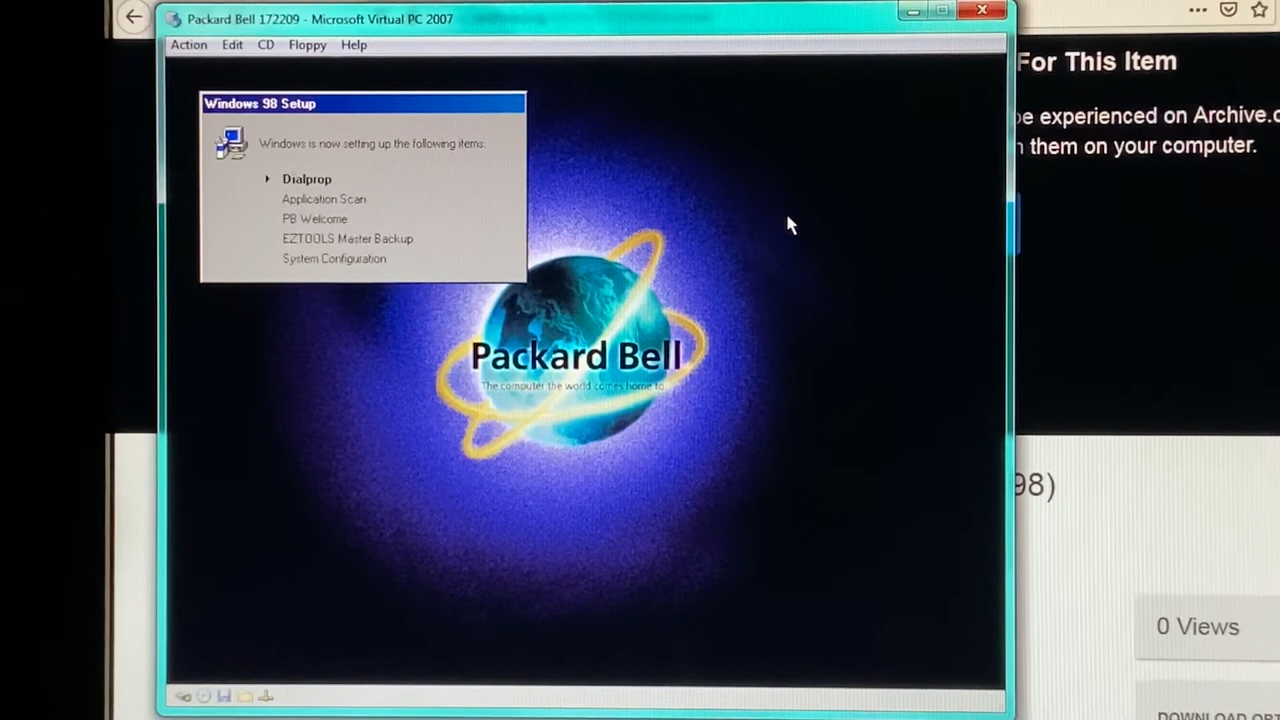 Packard Bell 172209 - Microsoft Virtual PC 2007
Action Edit CD Floppy Help
Windows 98 Setup
Windows is now setting up the following items:
Dialprop
Application Scan
PB Welcome
EZTOOLS Master Backup
System Configuration
Packard Bell
The computer the world comes home to
For This Item
be experienced on Archive.o
them on your computer.
98)
0 Views
DOWNLOAD